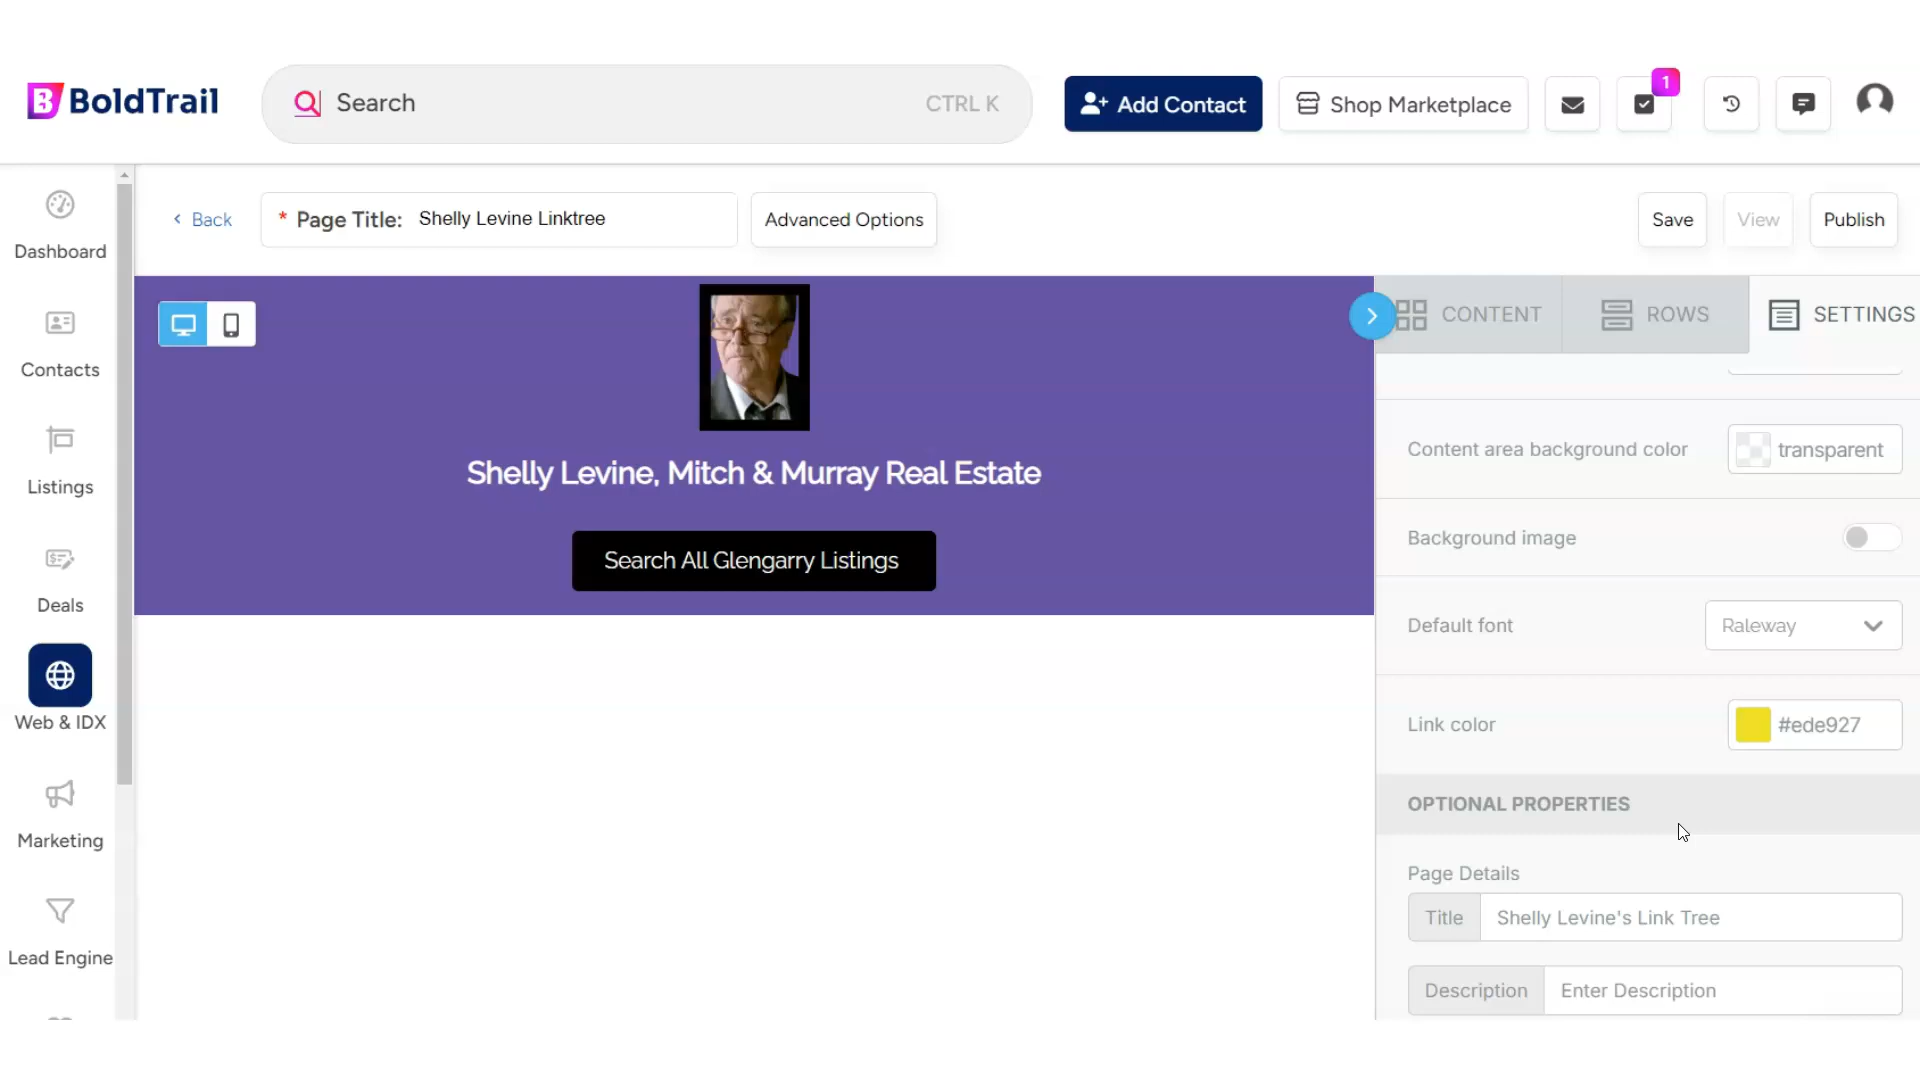 BoldTrail
Search
CTRL K
Add Contact
Shop Marketplace
1
Back
* Page Title: Shelly Levine Linktree
Advanced Options
Save
View
Publish
Dashboard
Contacts
Listings
Deals
Web & IDX
Marketing
Lead Engine
Shelly Levine, Mitch & Murray Real Estate
Search All Glengarry Listings
CONTENT
ROWS
SETTINGS
Content area background color
transparent
Background image
Default font
Raleway
Link color
#ede927
OPTIONAL PROPERTIES
Page Details
Title
Shelly Levine's Link Tree
Description
Enter Description